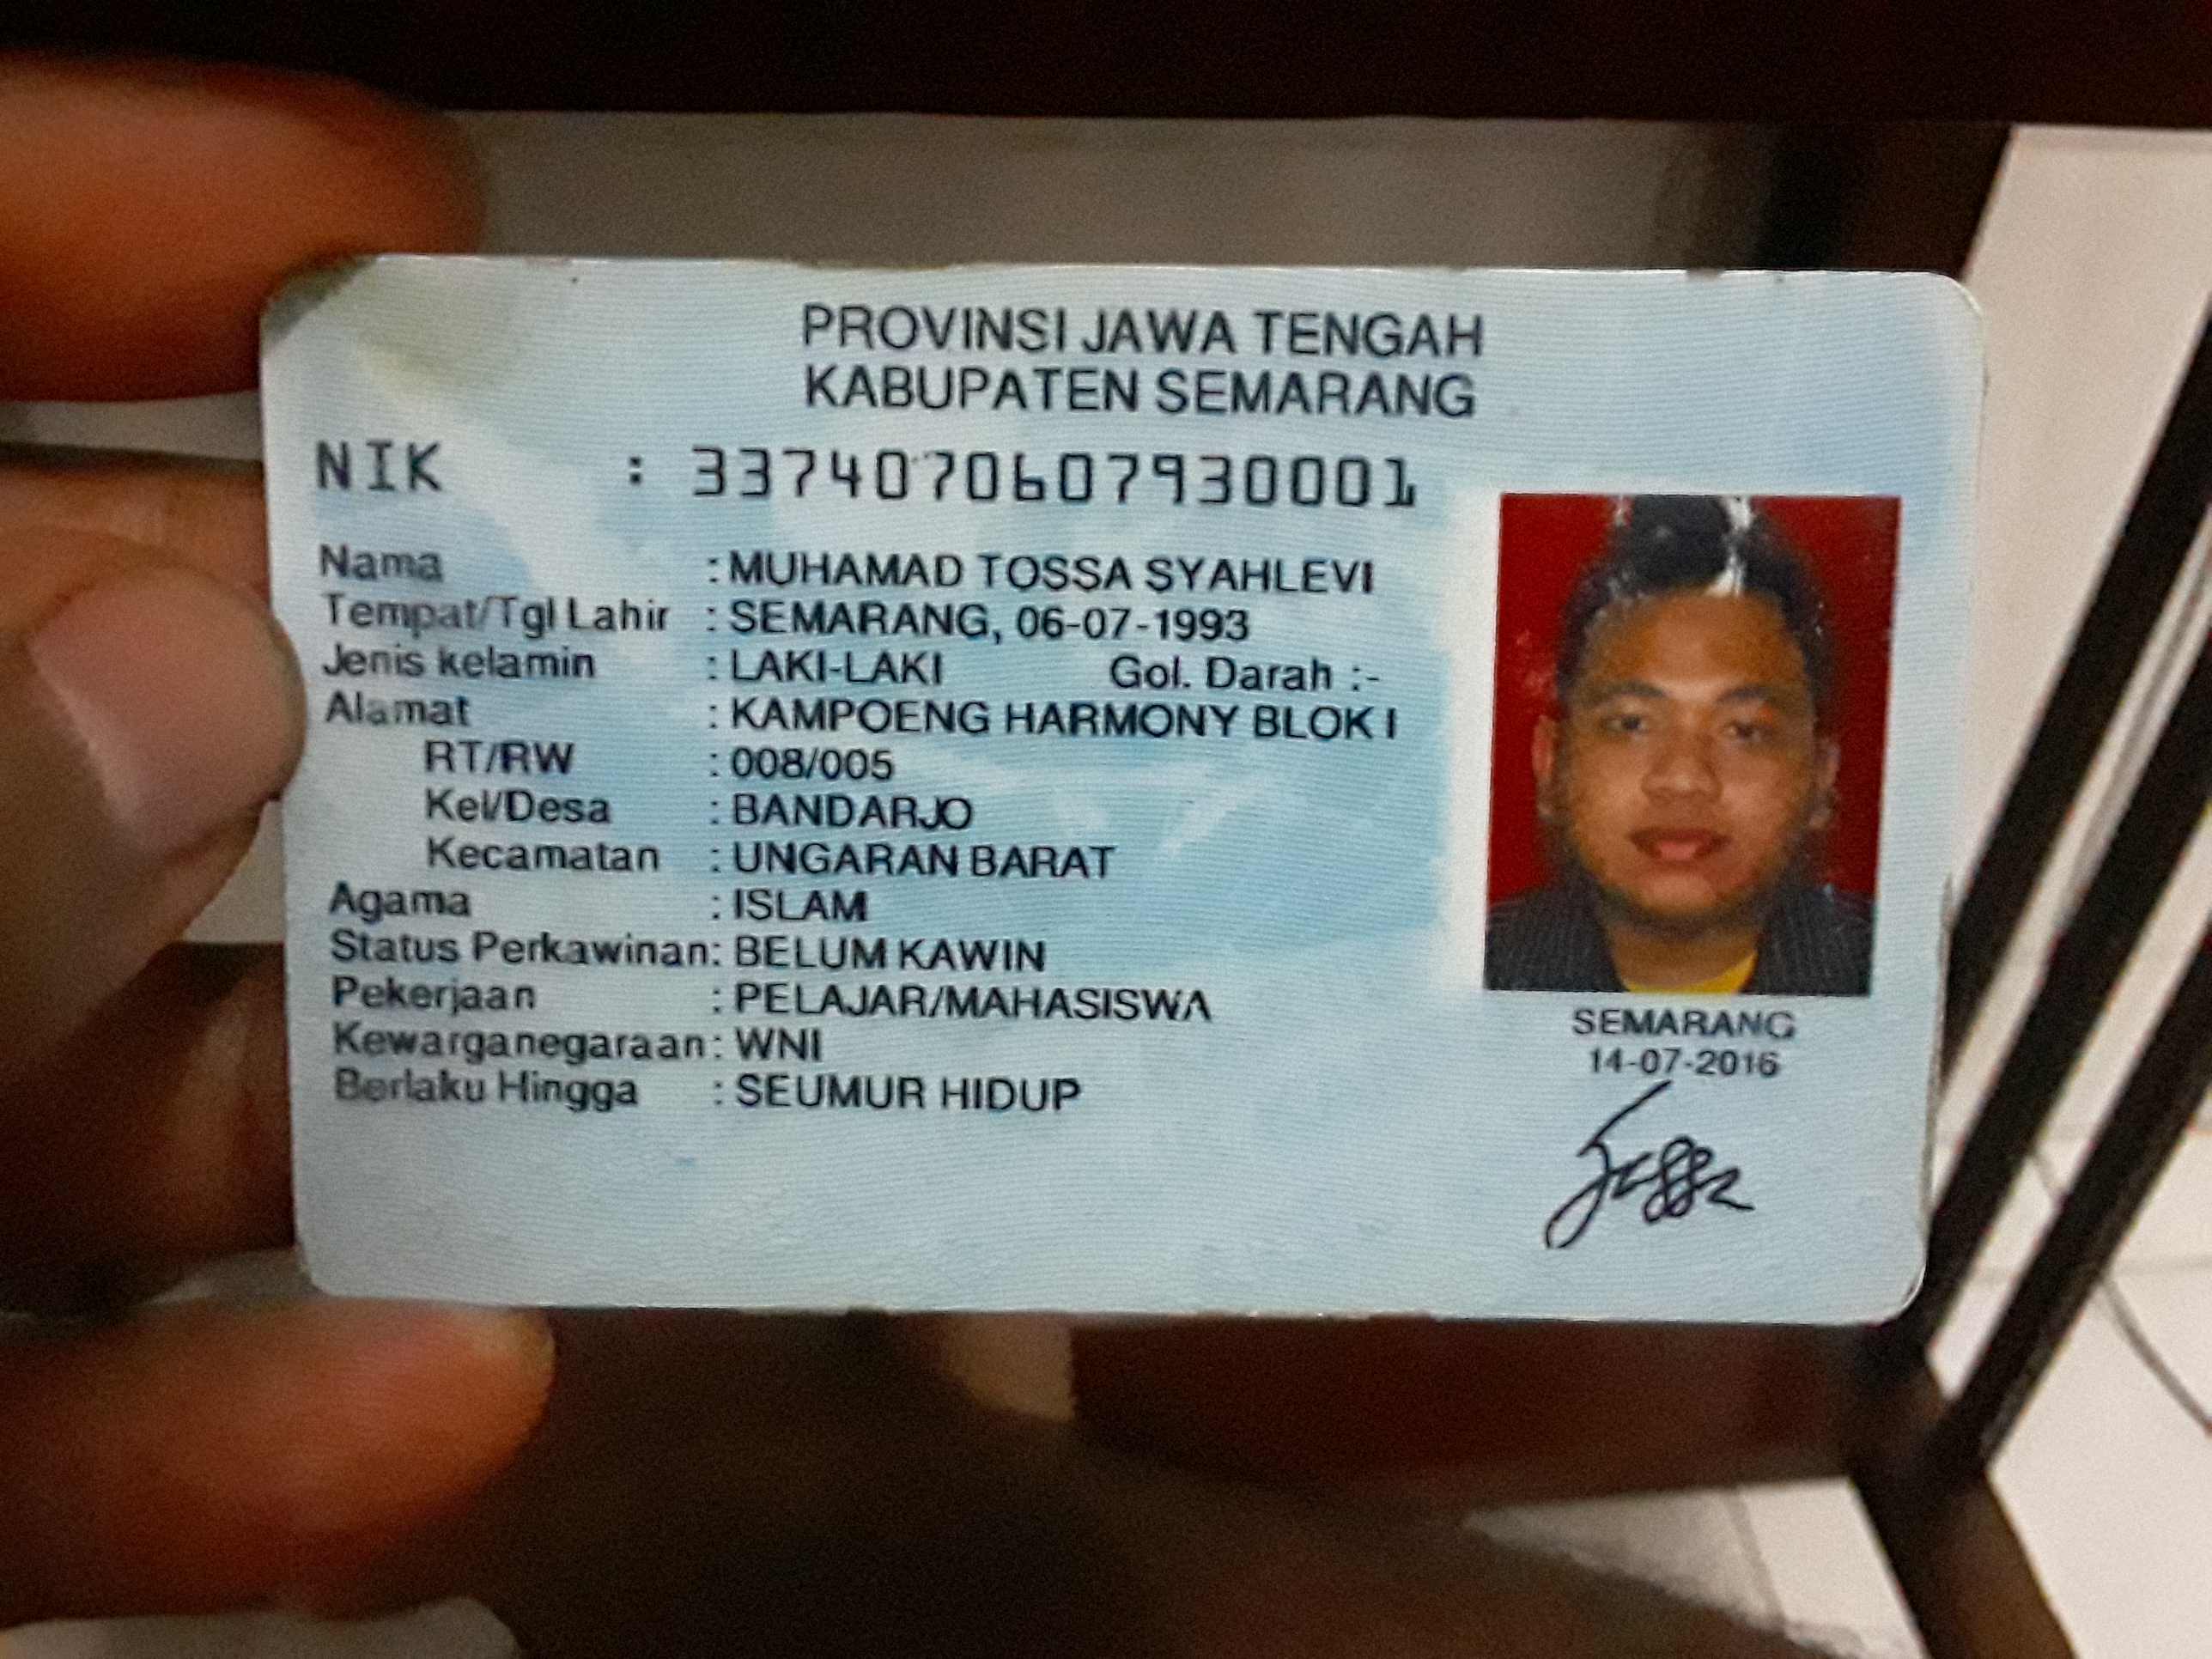 PROVINSI JAWA TENGAH
KABUPATEN SEMARANG
NIK : 3374070607930001
Nama : MUHAMAD TOSSA SYAHLEVI
Tempat/Tgl Lahir : SEMARANG, 06-07-1993
Jenis kelamin : LAKI-LAKI Gol. Darah :-
Alamat : KAMPOENG HARMONY BLOK I
RT/RW : 008/005
Kel/Desa : BANDARJO
Kecamatan : UNGARAN BARAT
Agama : ISLAM
Status Perkawinan: BELUM KAWIN
Pekerjaan : PELAJAR/MAHASISWA
Kewarganegaraan: WNI
Berlaku Hingga : SEUMUR HIDUP
SEMARANG
14-07-2016